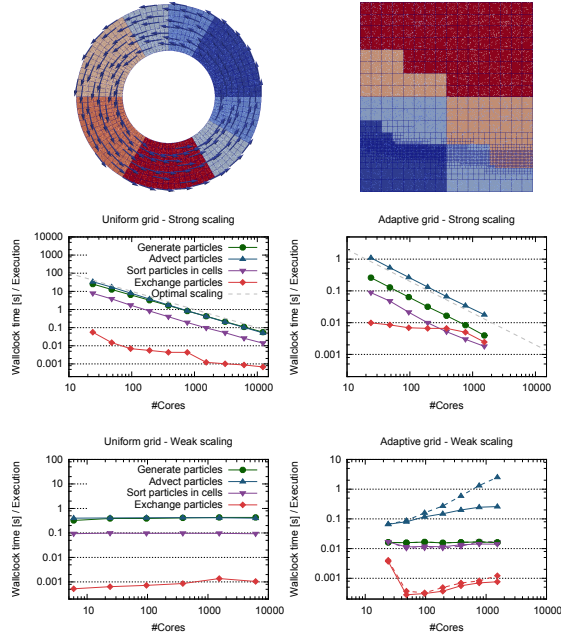 Uniform grid - Strong scaling
Wallclock time [s] / Execution
10000
1000
100
10
1
0.1
0.01
0.001
Generate particles
Advect particles
Sort particles in cells
Exchange particles
Optimal scaling
10 100 1000 10000
#Cores
Adaptive grid - Strong scaling
Wallclock time [s] / Execution
1
0.1
0.01
0.001
10 100 1000 10000
#Cores
Uniform grid - Weak scaling
Wallclock time [s] / Execution
100
10
1
0.1
0.01
0.001
Generate particles
Advect particles
Sort particles in cells
Exchange particles
10 100 1000 10000
#Cores
Adaptive grid - Weak scaling
Wallclock time [s] / Execution
10
1
0.1
0.01
0.001
10 100 1000 10000
#Cores